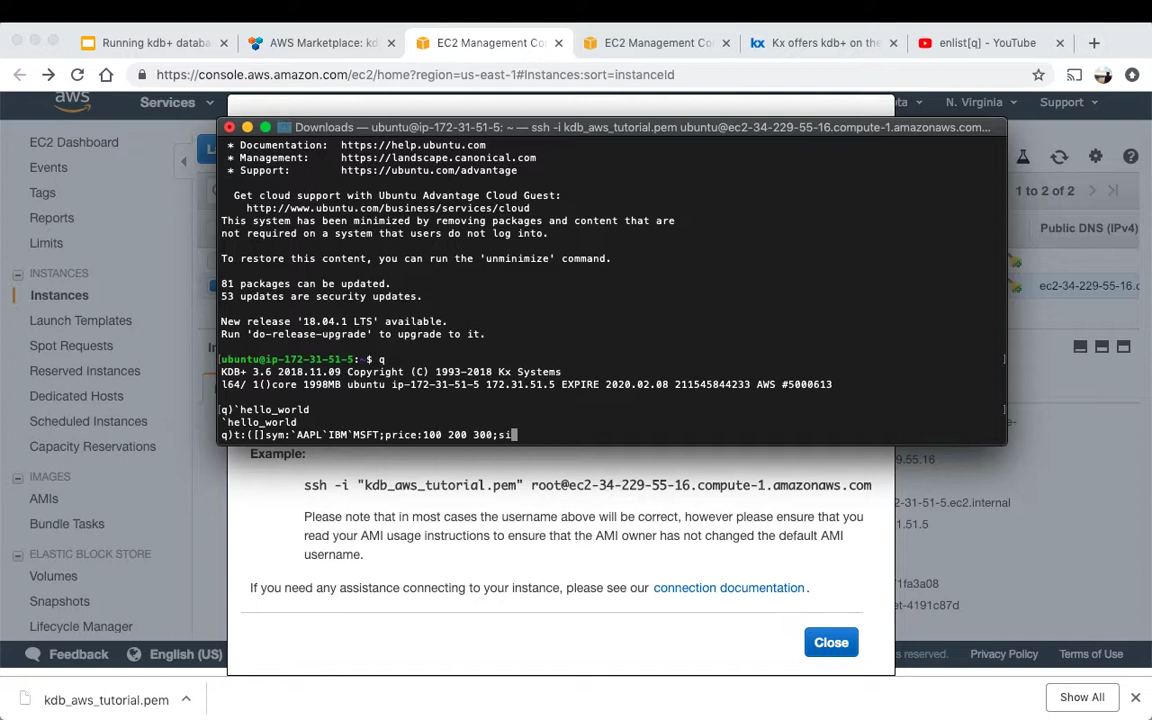 Running kdb+ datab
AWS Marketplace: kd
EC2 Management Co
EC2 Management Co
Kx offers kdb+ on the
enlist[q] - YouTube
https://console.aws.amazon.com/ec2/home?region=us-east-1#Instances:sort=instanceId
aws
Services
N. Virginia
Support
Downloads — ubuntu@ip-172-31-51-5: ~ — ssh -i kdb_aws_tutorial.pem ubuntu@ec2-34-229-55-16.compute-1.amazonaws.com...
* Documentation: https://help.ubuntu.com
* Management: https://landscape.canonical.com
* Support: https://ubuntu.com/advantage
Get cloud support with Ubuntu Advantage Cloud Guest:
http://www.ubuntu.com/business/services/cloud
This system has been minimized by removing packages and content that are
not required on a system that users do not log into.
To restore this content, you can run the 'unminimize' command.
81 packages can be updated.
53 updates are security updates.
New release '18.04.1 LTS' available.
Run 'do-release-upgrade' to upgrade to it.
[ubuntu@ip-172-31-51-5:~$ q ]
KDB+ 3.6 2018.11.09 Copyright (C) 1993-2018 Kx Systems
l64/ 1()core 1998MB ubuntu ip-172-31-51-5 172.31.51.5 EXPIRE 2020.02.08 211545844233 AWS #5000613
[q)`hello_world ]
`hello_world
q)t:([]sym:`AAPL`IBM`MSFT;price:100 200 300;si
EC2 Dashboard
Events
Tags
Reports
Limits
INSTANCES
Instances
Launch Templates
Spot Requests
Reserved Instances
Dedicated Hosts
Scheduled Instances
IMAGES
AMIs
Bundle Tasks
ELASTIC BLOCK STORE
Volumes
Snapshots
Lifecycle Manager
1 to 2 of 2
Public DNS (IPv4)
ec2-34-229-55-16.c
Example:
ssh -i "kdb_aws_tutorial.pem" root@ec2-34-229-55-16.compute-1.amazonaws.com
Please note that in most cases the username above will be correct, however please ensure that you
read your AMI usage instructions to ensure that the AMI owner has not changed the default AMI
username.
If you need any assistance connecting to your instance, please see our connection documentation.
Close
.55.16
-51-5.ec2.internal
.51.5
1fa3a08
et-4191c87d
Feedback
English (US)
s reserved.
Privacy Policy
Terms of Use
kdb_aws_tutorial.pem
Show All